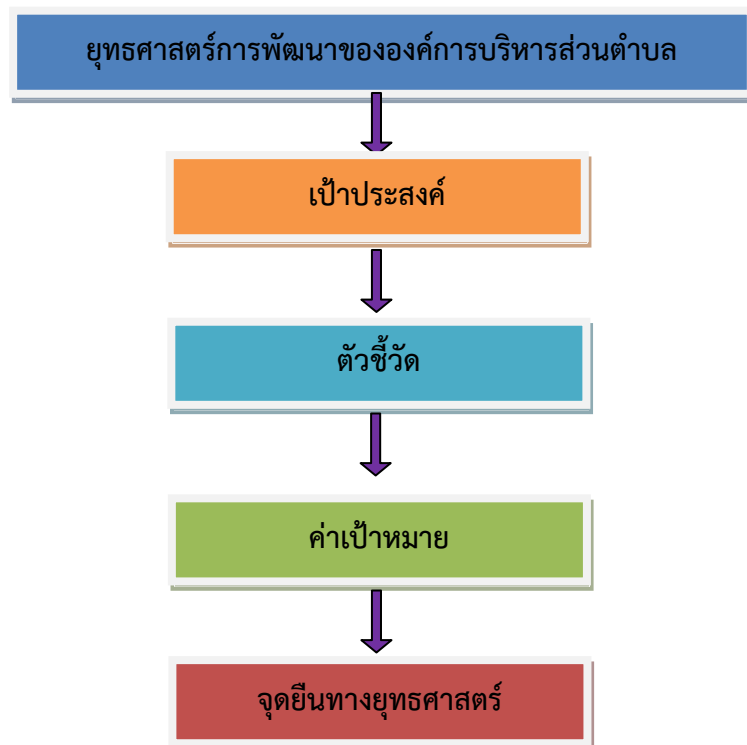 ยุทธศาสตร์การพัฒนาขององค์การบริหารส่วนตำบล
เป้าประสงค์
ตัวชี้วัด
ค่าเป้าหมาย
จุดยืนทางยุทธศาสตร์